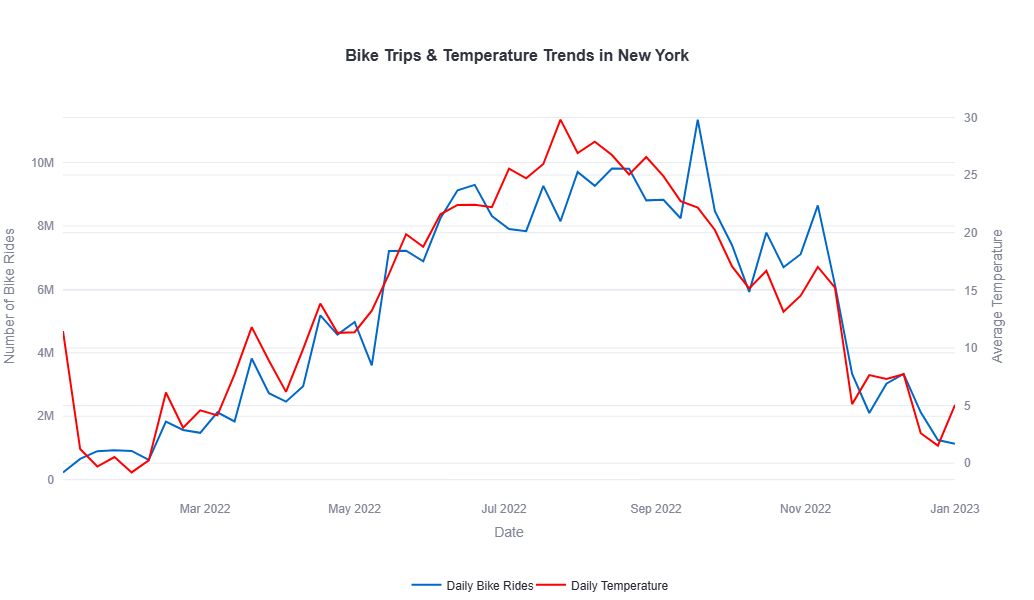 Bike Trips & Temperature Trends in New York
Number of Bike Rides
10M
8M
6M
4M
2M
0
30
25
20
15
10
5
0
Average Temperature
Mar 2022
May 2022
Jul 2022
Sep 2022
Nov 2022
Jan 2023
Date
Daily Bike Rides
Daily Temperature